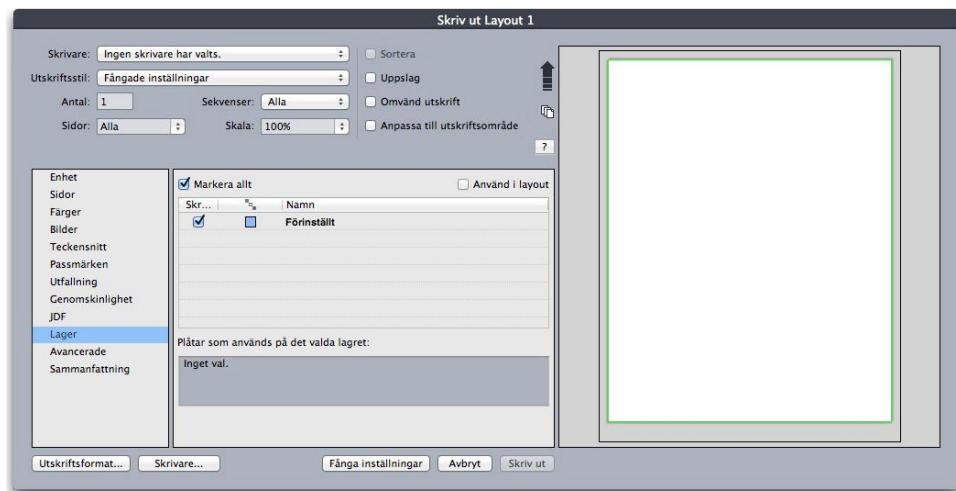 Skriv ut Layout 1
Skrivare: Ingen skrivare har valts.
Sortera
Utskriftsstil: Fångade inställningar
Uppslag
Antal: 1 Sekvenser: Alla
Omvänd utskrift
Sidor: Alla Skala: 100%
Anpassa till utskriftsområde
?
Enhet
Sidor
Färger
Bilder
Teckensnitt
Passmärken
Utfallning
Genomskinlighet
JDF
Lager
Avancerade
Sammanfattning
Markera allt Använd i layout
Skr... Namn
Förinställt
Plåtar som används på det valda lagret:
Inget val.
Utskriftsformat... Skrivare... Fånga inställningar Avbryt Skriv ut